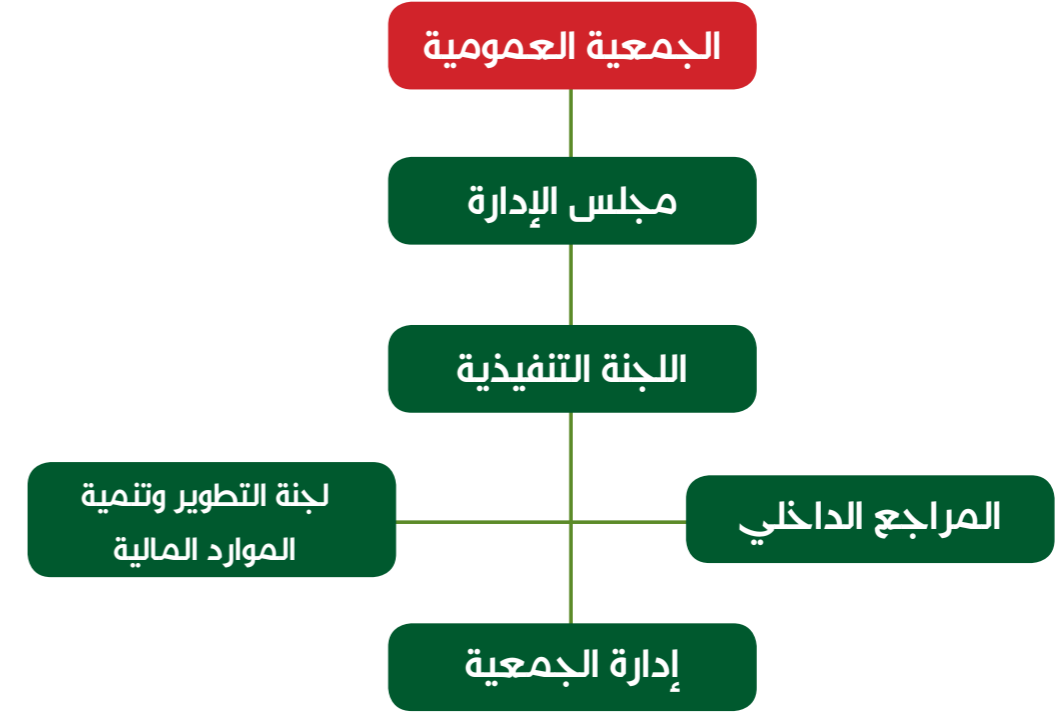 الجمعية العمومية
مجلس الإدارة
اللجنة التنفيذية
المراجع الداخلي
لجنة التطوير وتنمية
الموارد المالية
إدارة الجمعية